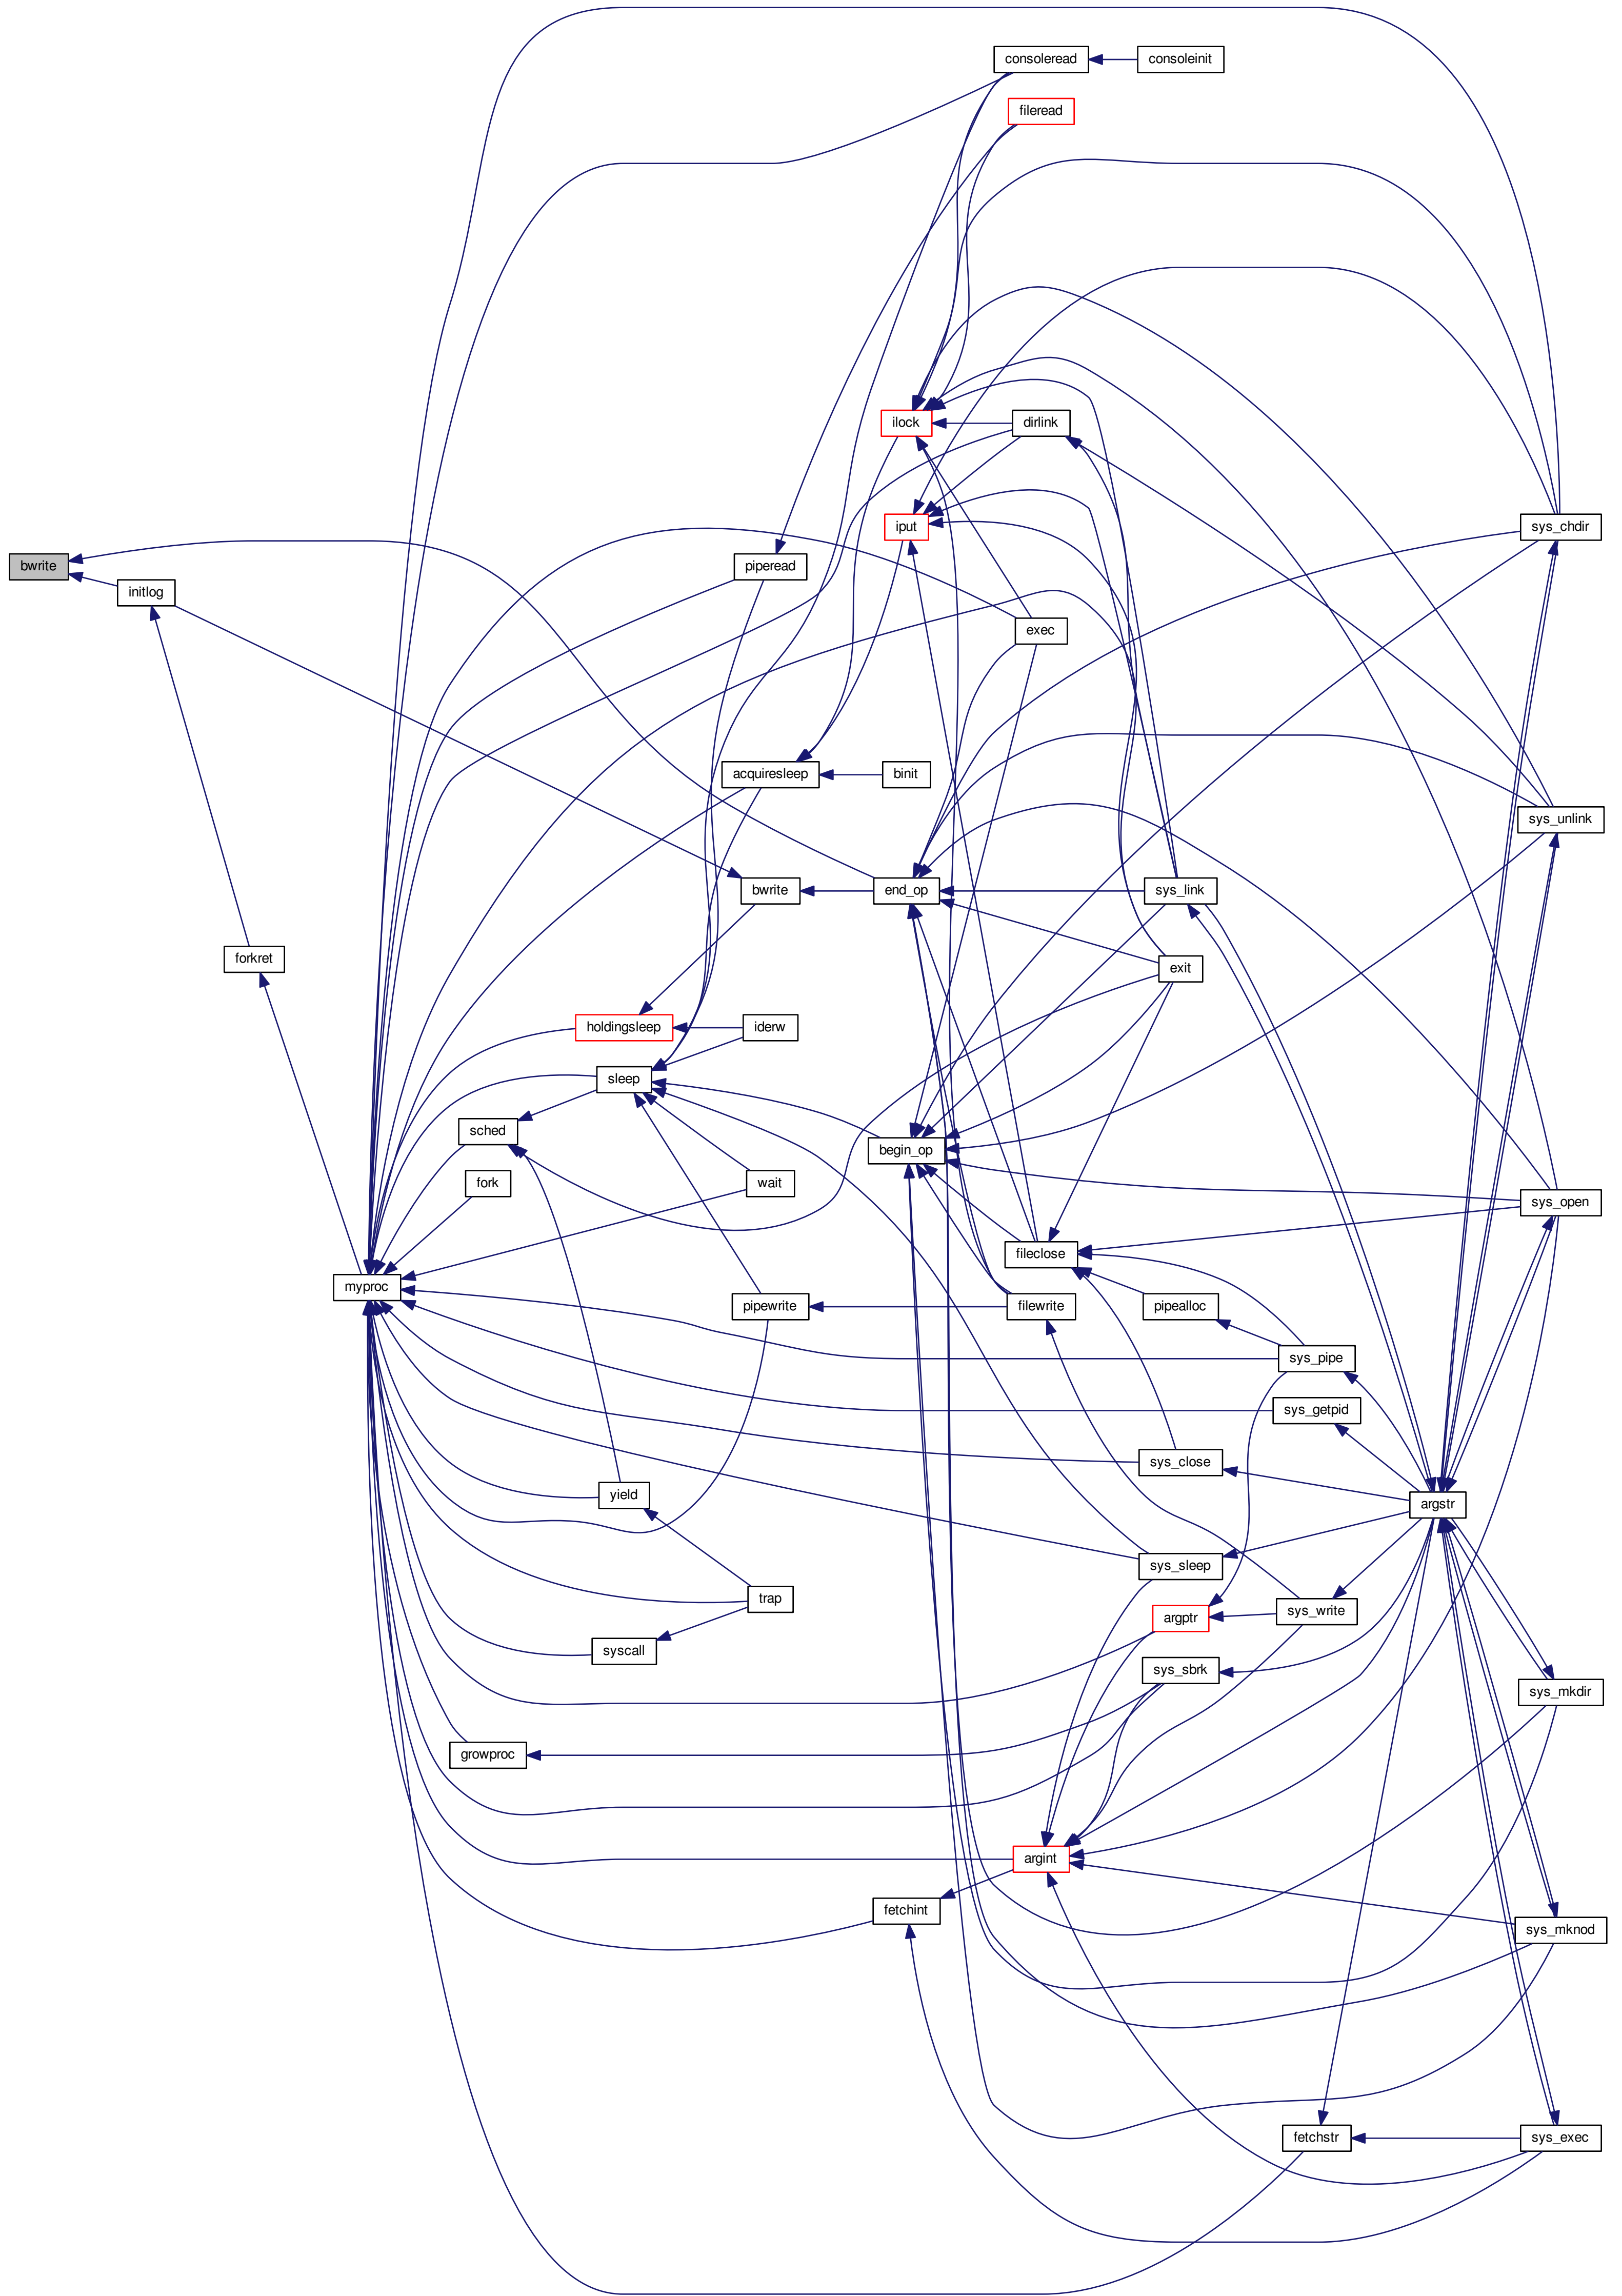 consoleread
consoleinit
fileread
ilock
dirlink
iput
sys_chdir
bwrite
piperead
initlog
exec
acquiresleep
binit
sys_unlink
bwrite
end_op
sys_link
forkret
exit
holdingsleep
iderw
sleep
sched
begin_op
fork
wait
sys_open
fileclose
myproc
pipewrite
filewrite
pipealloc
sys_pipe
sys_getpid
sys_close
yield
argstr
sys_sleep
trap
argptr
sys_write
syscall
sys_sbrk
sys_mkdir
growproc
argint
fetchint
sys_mknod
fetchstr
sys_exec